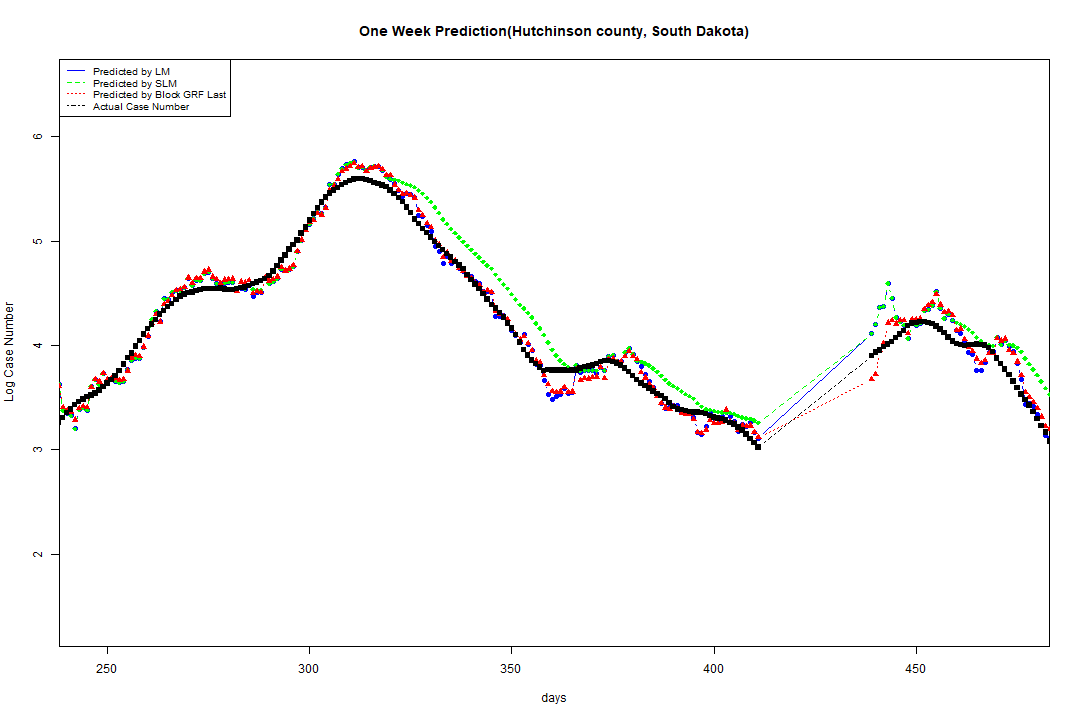 One Week Prediction(Hutchinson county, South Dakota)
Predicted by LM
Predicted by SLM
Predicted by Block GRF Last
Actual Case Number
6
5
4
3
2
Log Case Number
250 300 350 400 450
days